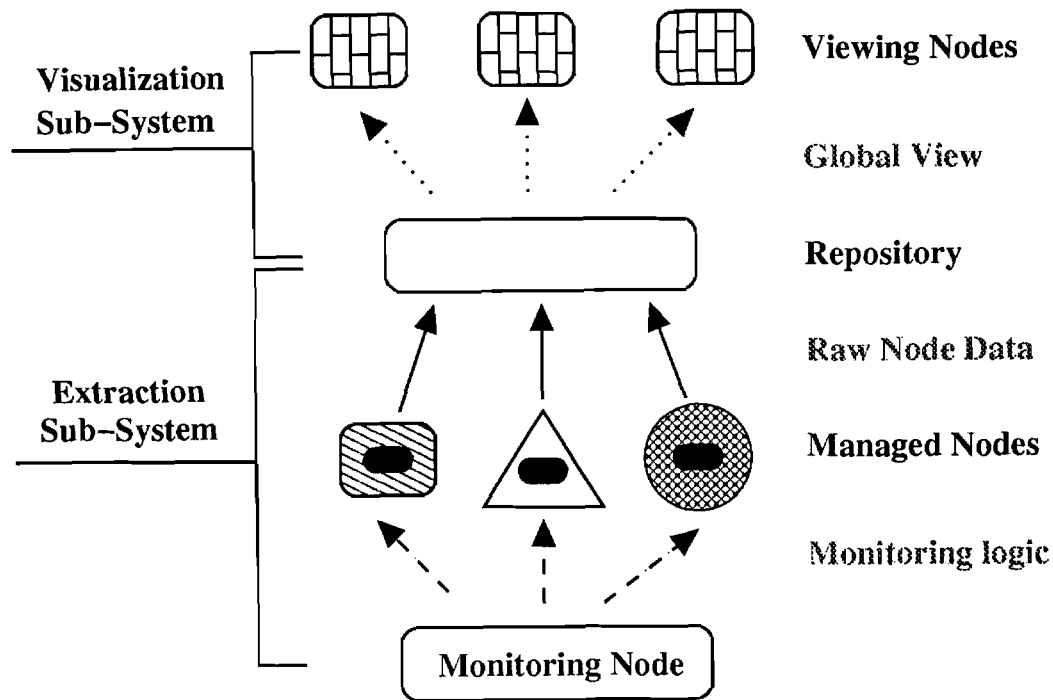 Viewing Nodes
Visualization
Sub–System
Global View
Repository
Raw Node Data
Extraction
Sub–System
Managed Nodes
Monitoring logic
Monitoring Node